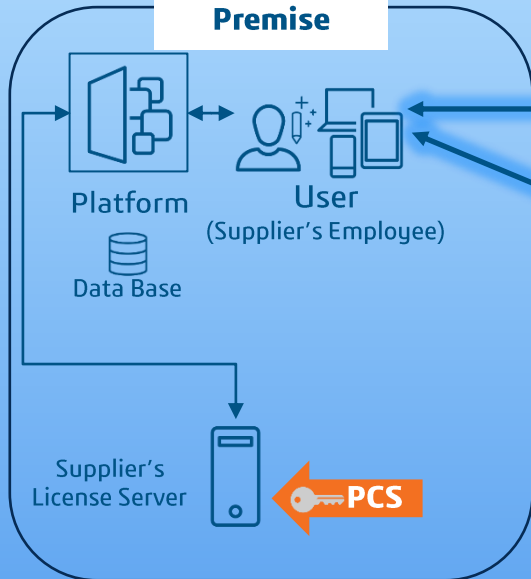 Premise
Platform
User
(Supplier's Employee)
Data Base
Supplier's
License Server
PCS